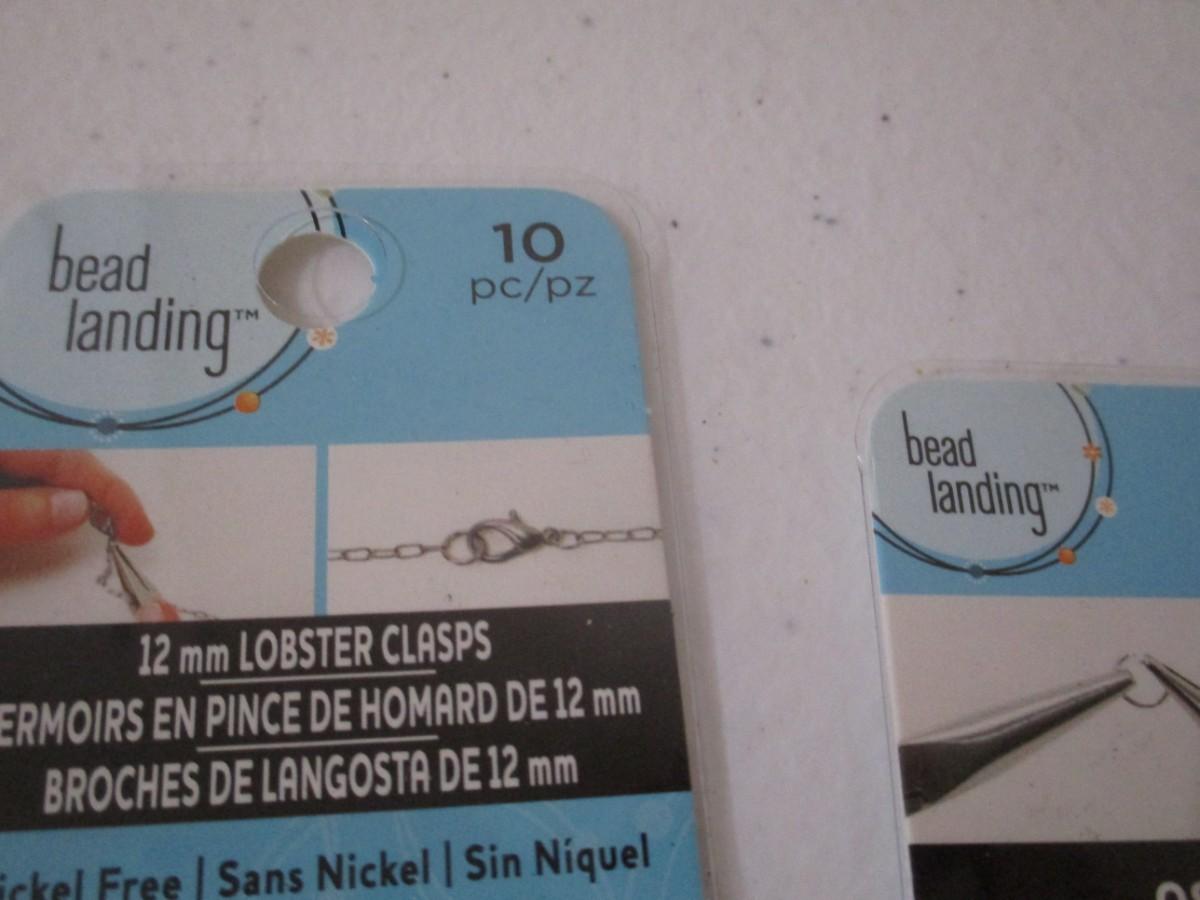 bead
landing™
10
pc/pz
12 mm LOBSTER CLASPS
ERMOIRS EN PINCE DE HOMARD DE 12 mm
BROCHES DE LANGOSTA DE 12 mm
ickel Free | Sans Nickel | Sin Níquel
bead
landing™